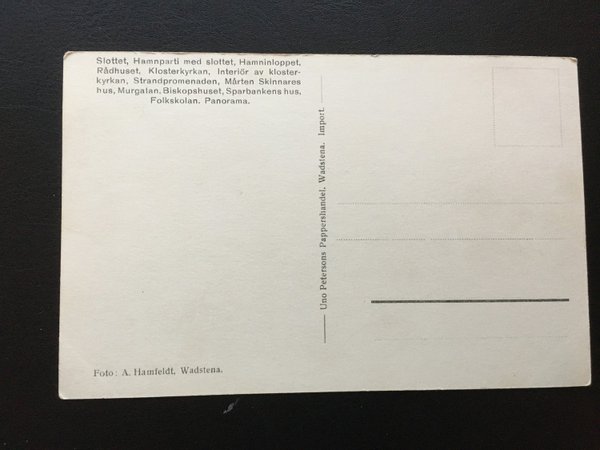 Slottet, Hamnparti med slottet, Hamninloppet.
Rådhuset. Klosterkyrkan, Interiör av kloster-
kyrkan, Strandpromenaden, Mårten Skinnares
hus, Murgalan, Biskopshuset, Sparbankens hus.
Folkskolan. Panorama.
Uno Petersons Pappershandel, Wadstena. Import.
Foto: A. Hamfeldt. Wadstena.